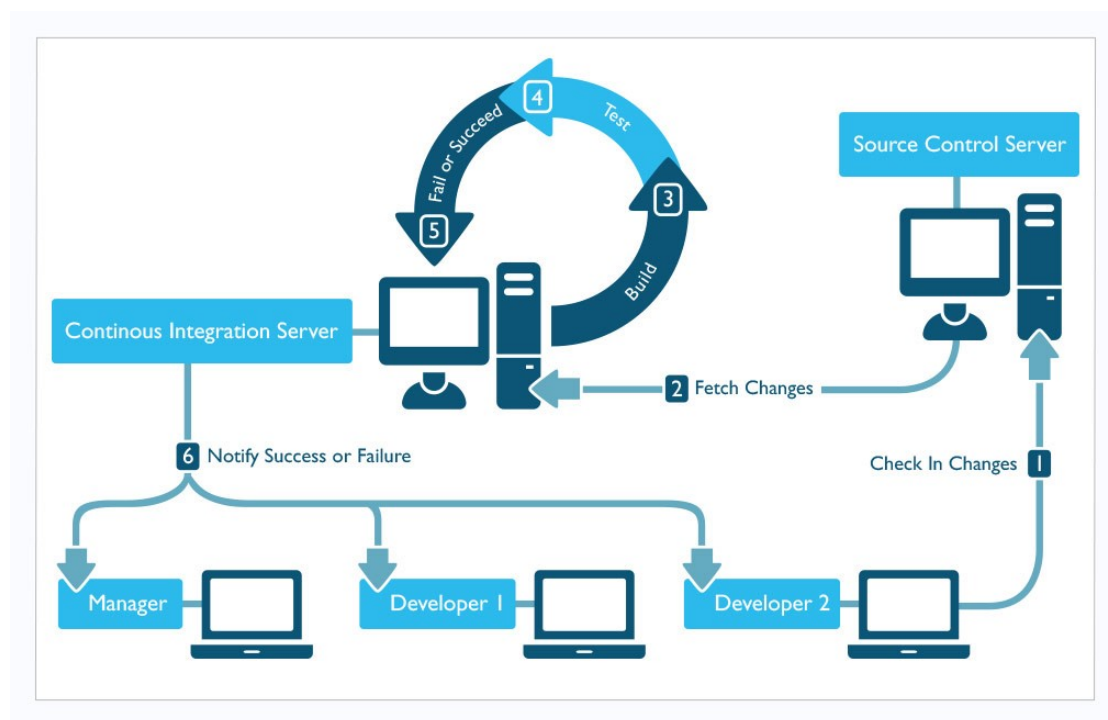 4
Test
Fail or Succeed
3
5
Build
Source Control Server
Continous Integration Server
2 Fetch Changes
6 Notify Success or Failure
Check In Changes 1
Manager
Developer 1
Developer 2